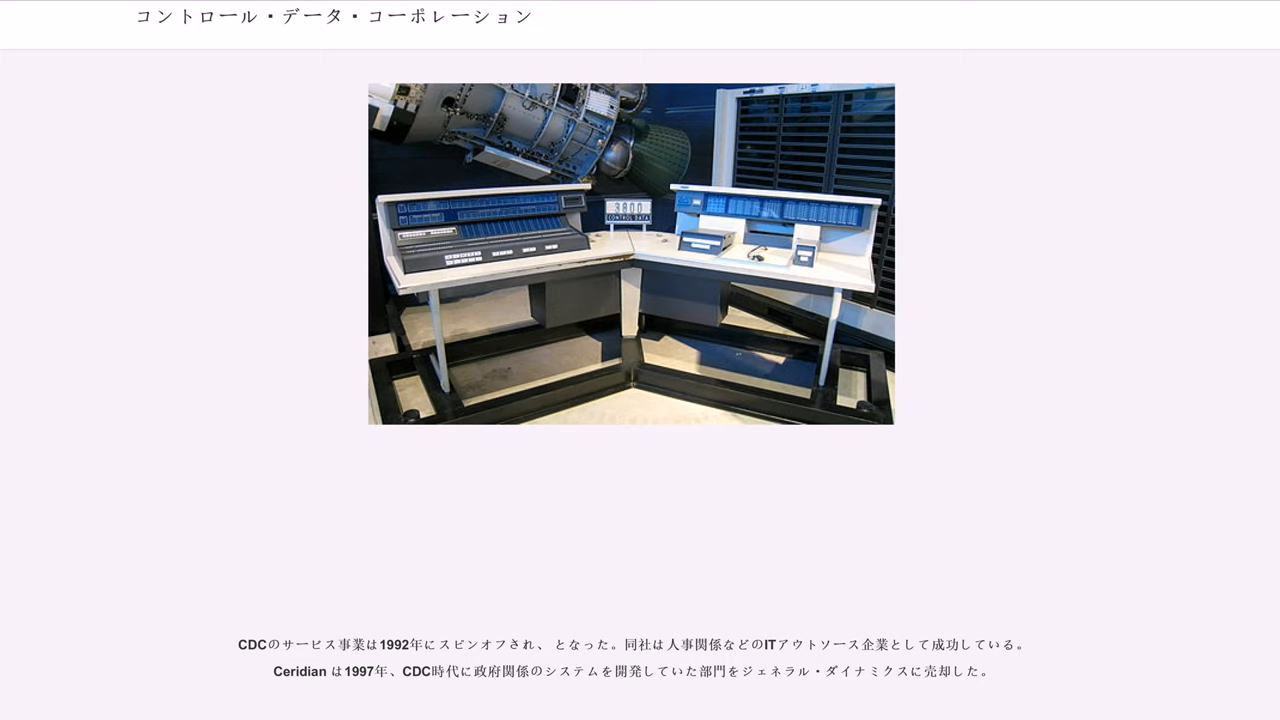 コントロール・データ・コーポレーション
3800
CONTROL DATA
CDCのサービス事業は1992年にスピンオフされ、 となった。同社は人事関係などのITアウトソース企業として成功している。
Ceridian は1997年、CDC時代に政府関係のシステムを開発していた部門をジェネラル・ダイナミクスに売却した。